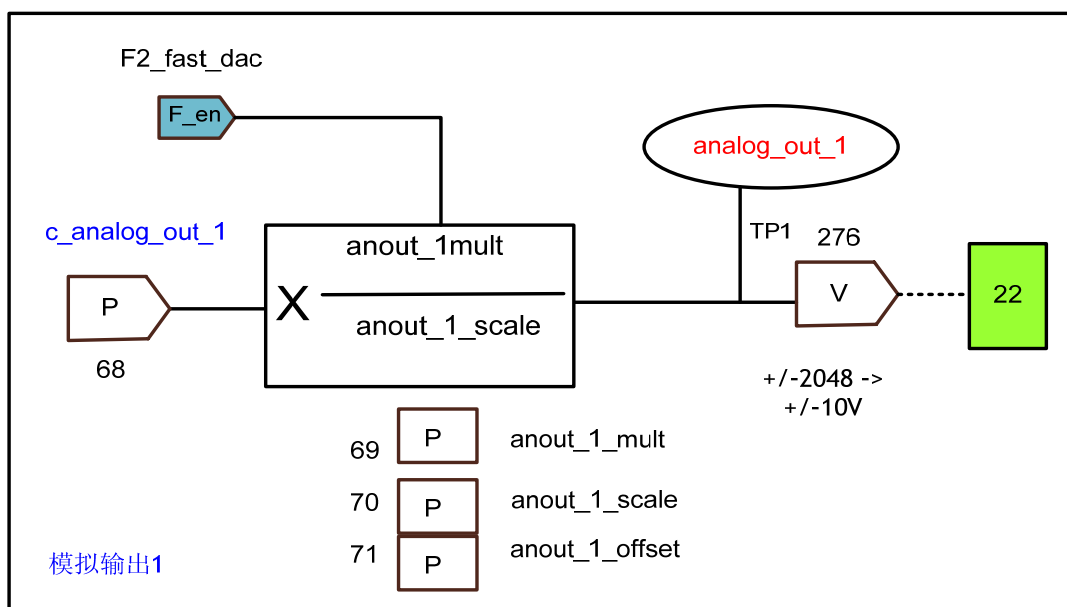 F2_fast_dac
F_en
analog_out_1
c_analog_out_1
anout_1mult
TP1
276
P
X
anout_1_scale
V
22
68
+/-2048 ->
+/-10V
69
P
anout_1_mult
70
P
anout_1_scale
71
P
anout_1_offset
模拟输出1